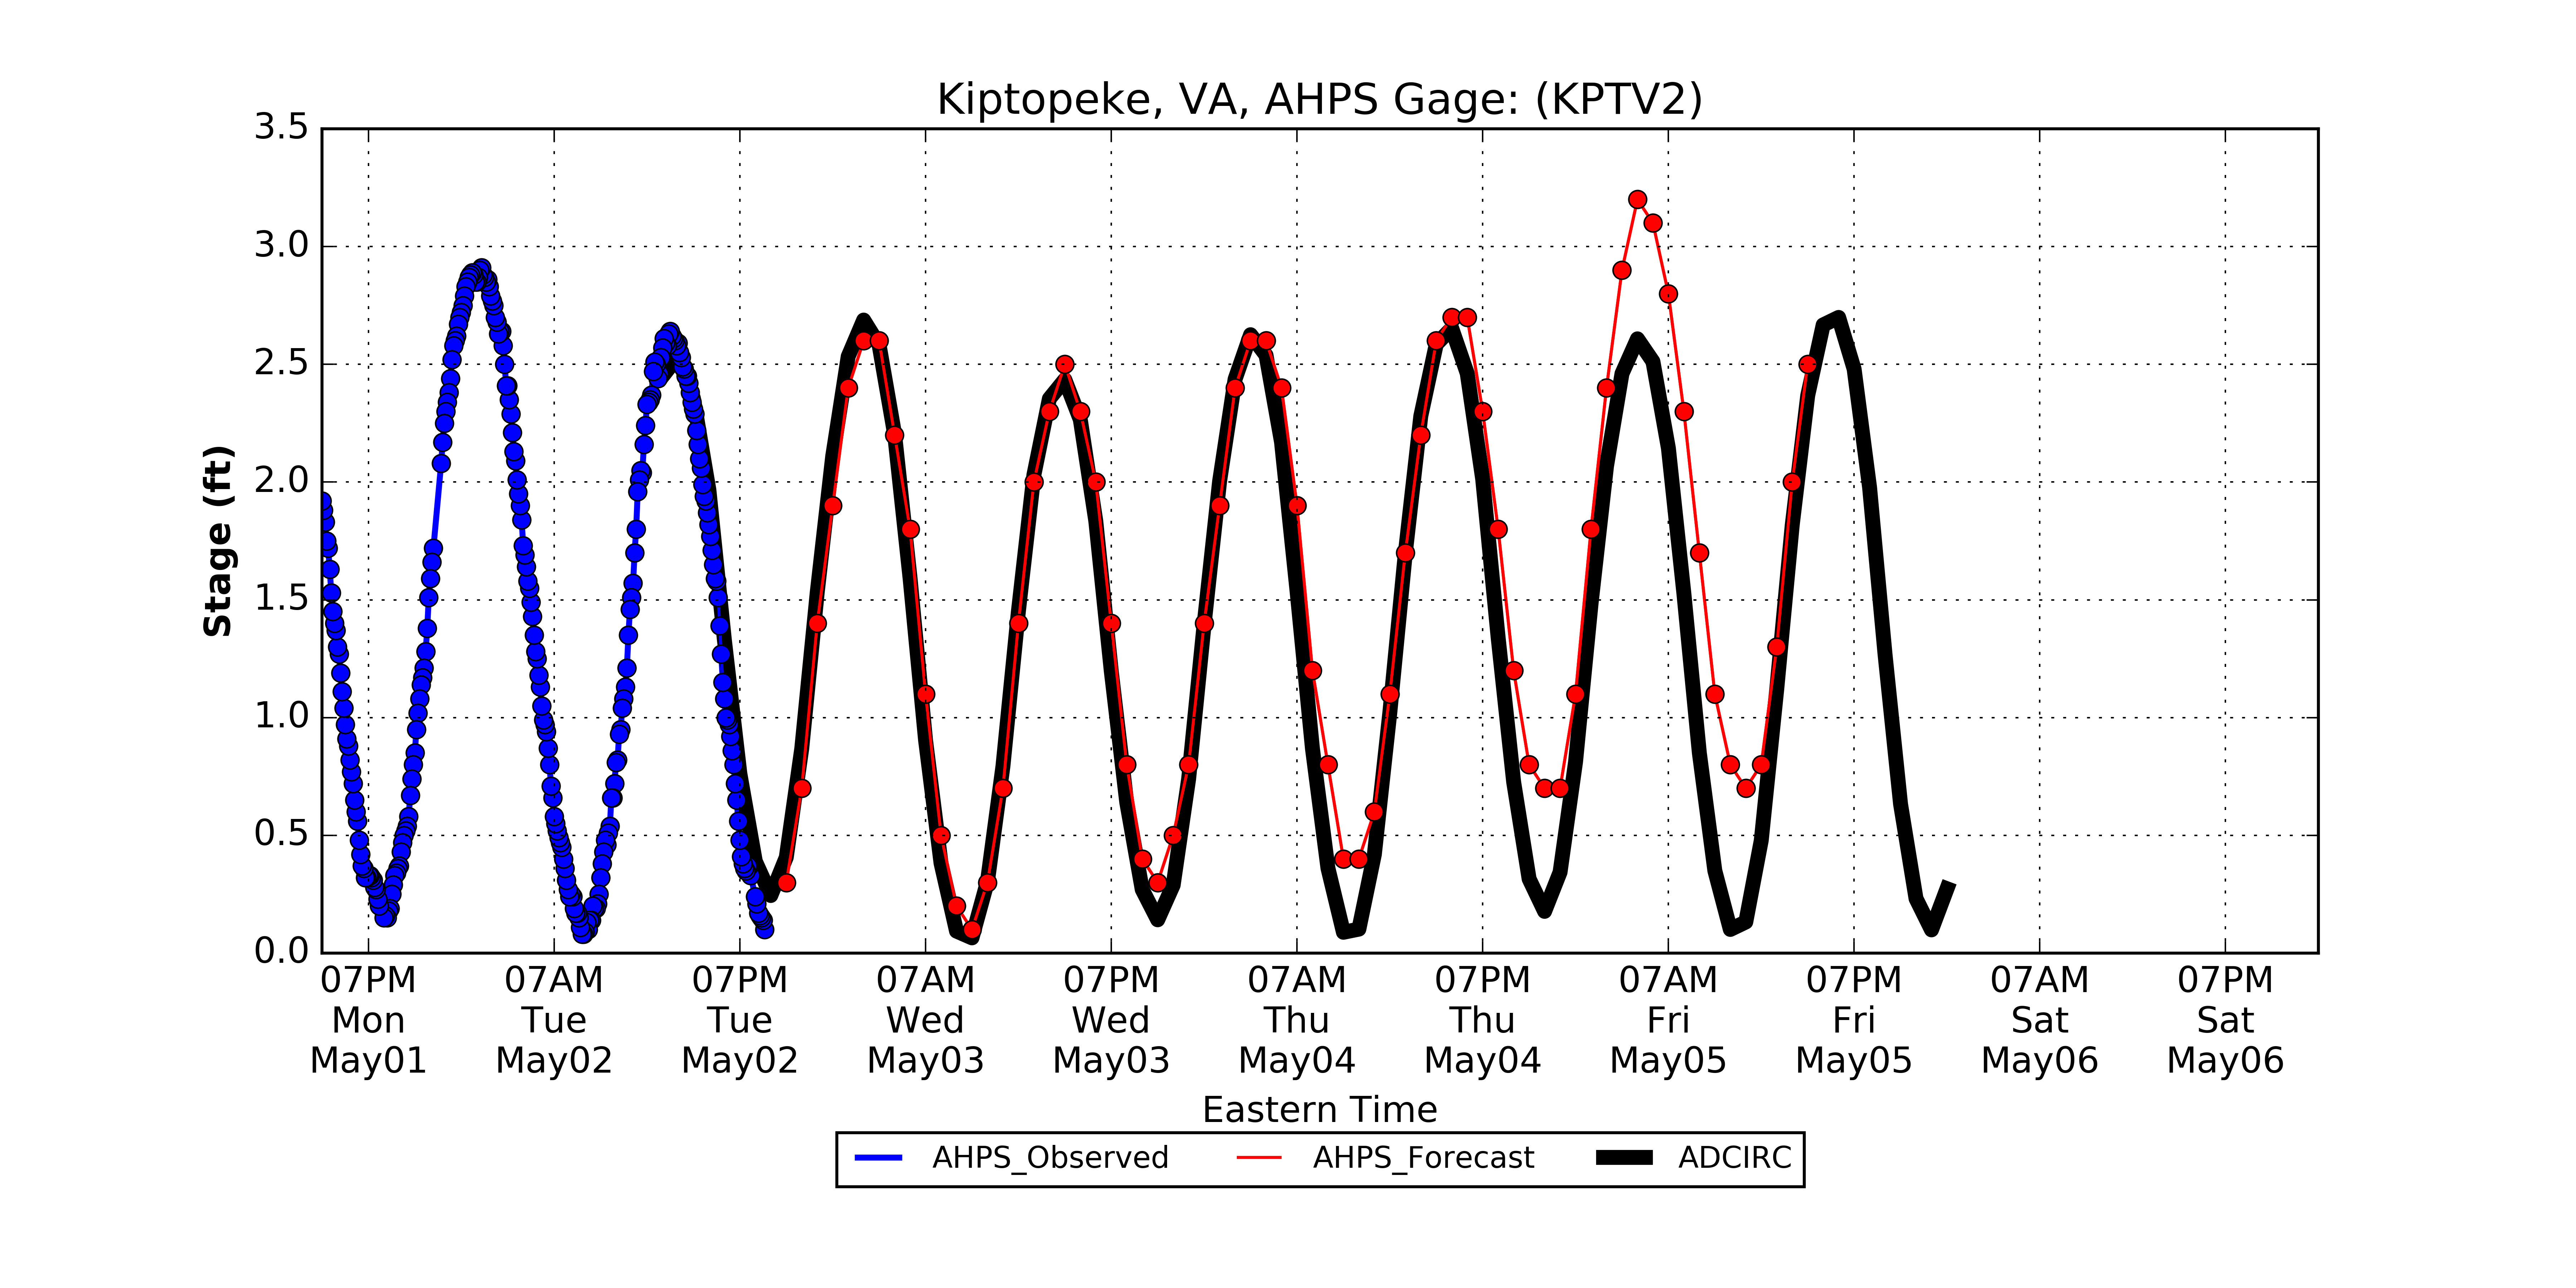 Kiptopeke, VA, AHPS Gage: (KPTV2)
3.5
3.0
2.5
2.0
1.5
1.0
0.5
0.0
Stage (ft)
07PM 07AM 07PM 07AM 07PM 07AM 07PM 07AM 07PM 07AM 07PM
Mon Tue Tue Wed Wed Thu Thu Fri Fri Sat Sat
May01 May02 May02 May03 May03 May04 May04 May05 May05 May06 May06
Eastern Time
AHPS_Observed AHPS_Forecast ADCIRC